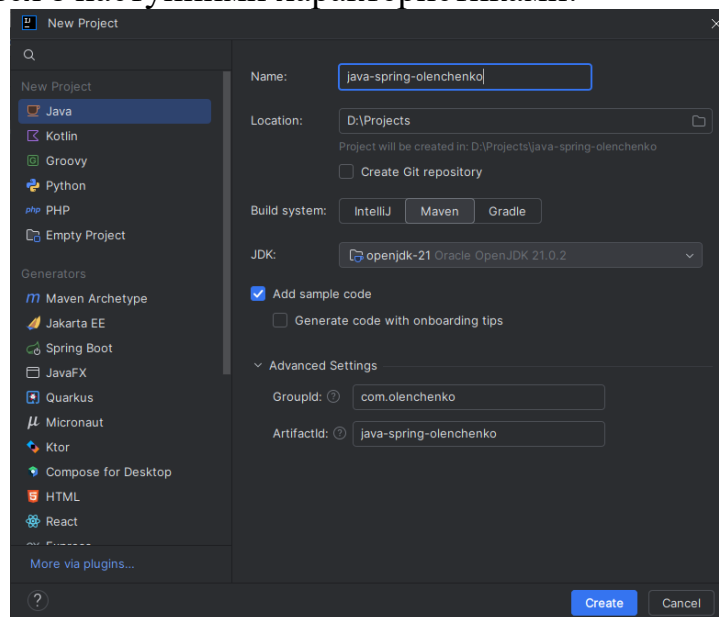 наступними характеристиками:
New Project
New Project
Java
Kotlin
Groovy
Python
php PHP
Empty Project
Generators
Maven Archetype
Jakarta EE
Spring Boot
JavaFX
Quarkus
Micronaut
Ktor
Compose for Desktop
HTML
React
More via plugins...
Name: java-spring-olenchenko
Location: D:\Projects
Project will be created in: D:\Projects\java-spring-olenchenko
Create Git repository
Build system: IntelliJ Maven Gradle
JDK: openjdk-21 Oracle OpenJDK 21.0.2
Add sample code
Generate code with onboarding tips
Advanced Settings
GroupId: com.olenchenko
ArtifactId: java-spring-olenchenko
? Create Cancel